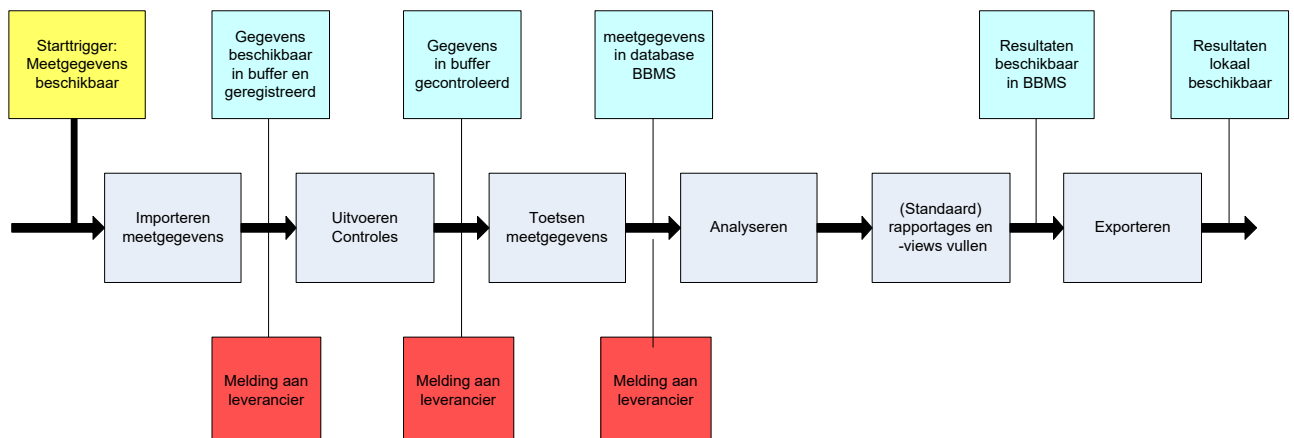 Starttrigger:
Meetgegevens
beschikbaar
Gegevens
beschikbaar
in buffer en
geregistreerd
Gegevens
in buffer
gecontroleerd
meetgegevens
in database
BBMS
Resultaten
beschikbaar
in BBMS
Resultaten
lokaal
beschikbaar
Importeren
meetgegevens
Uitvoeren
Controles
Toetsen
meetgegevens
Analyseren
(Standaard)
rapportages en
-views vullen
Exporteren
Melding aan
leverancier
Melding aan
leverancier
Melding aan
leverancier